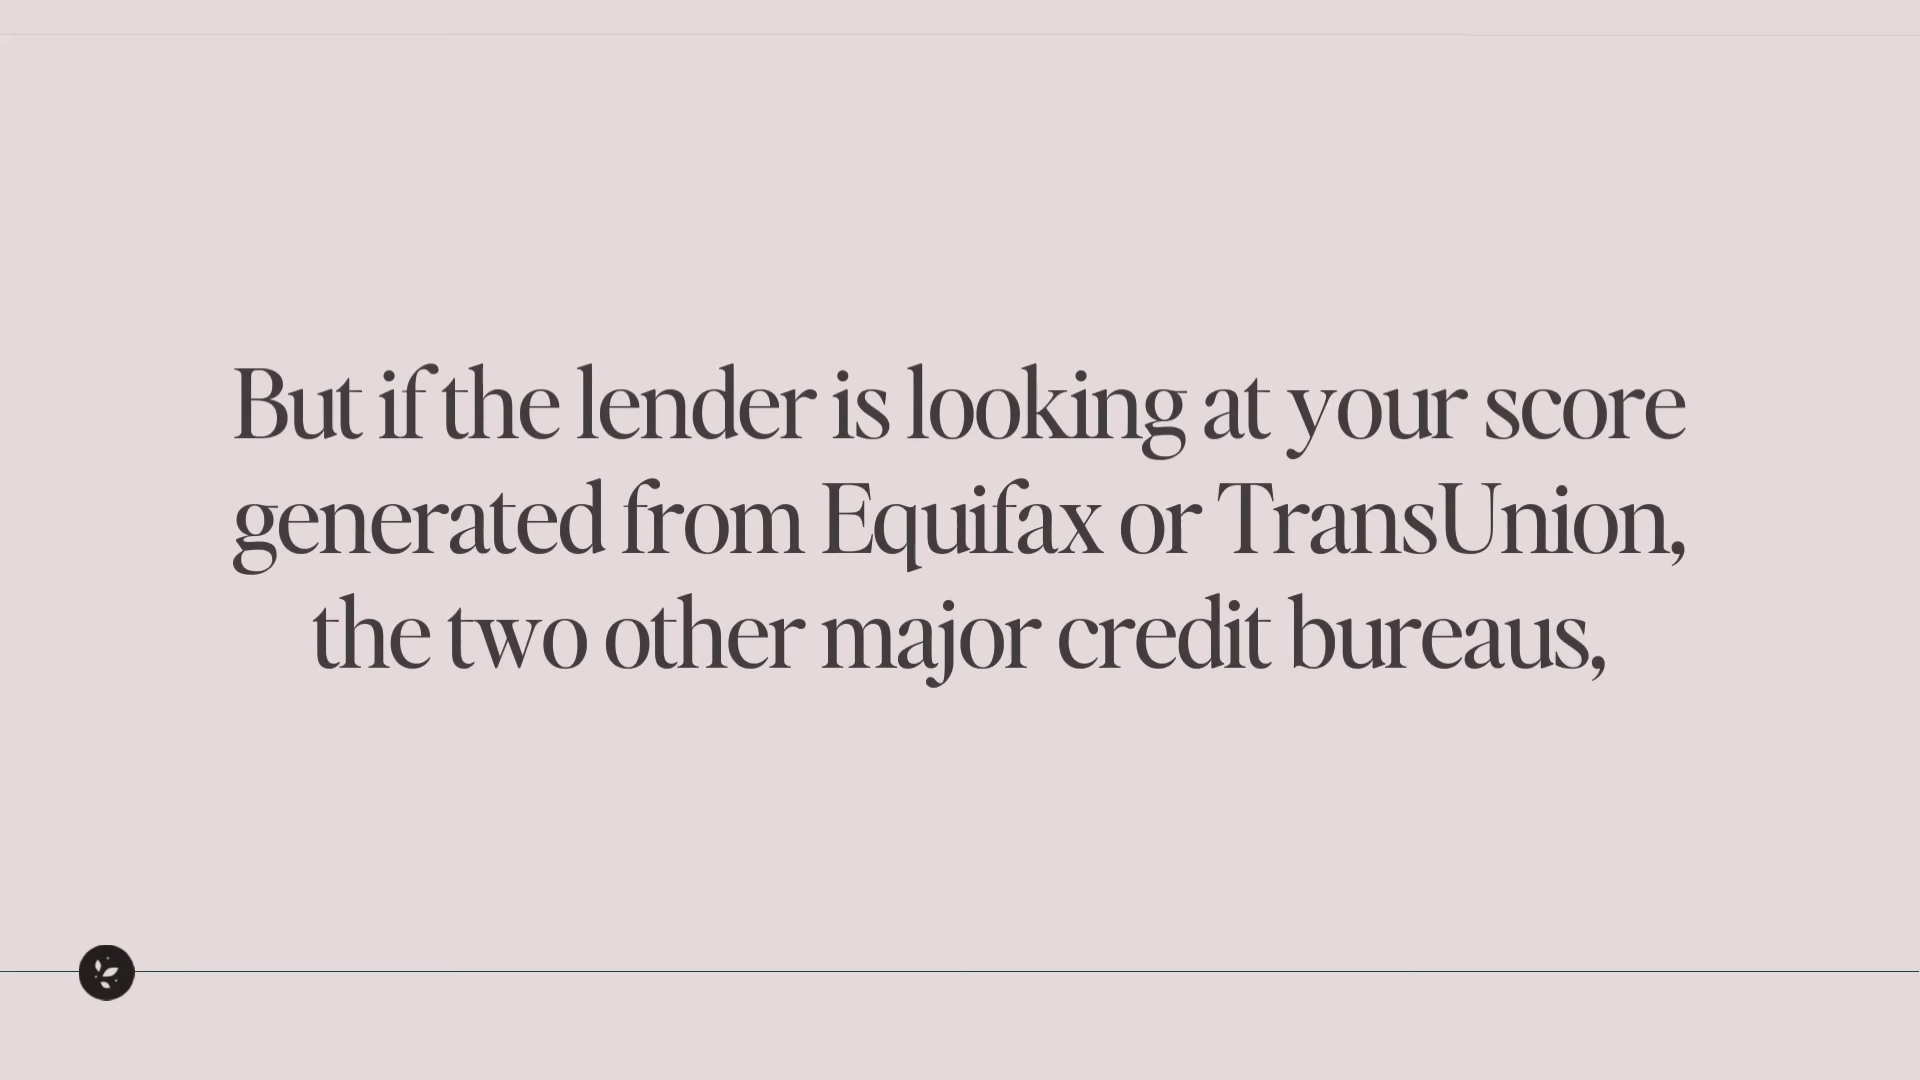 But if the lender is looking at your score
generated from Equifax or TransUnion,
the two other major credit bureaus,